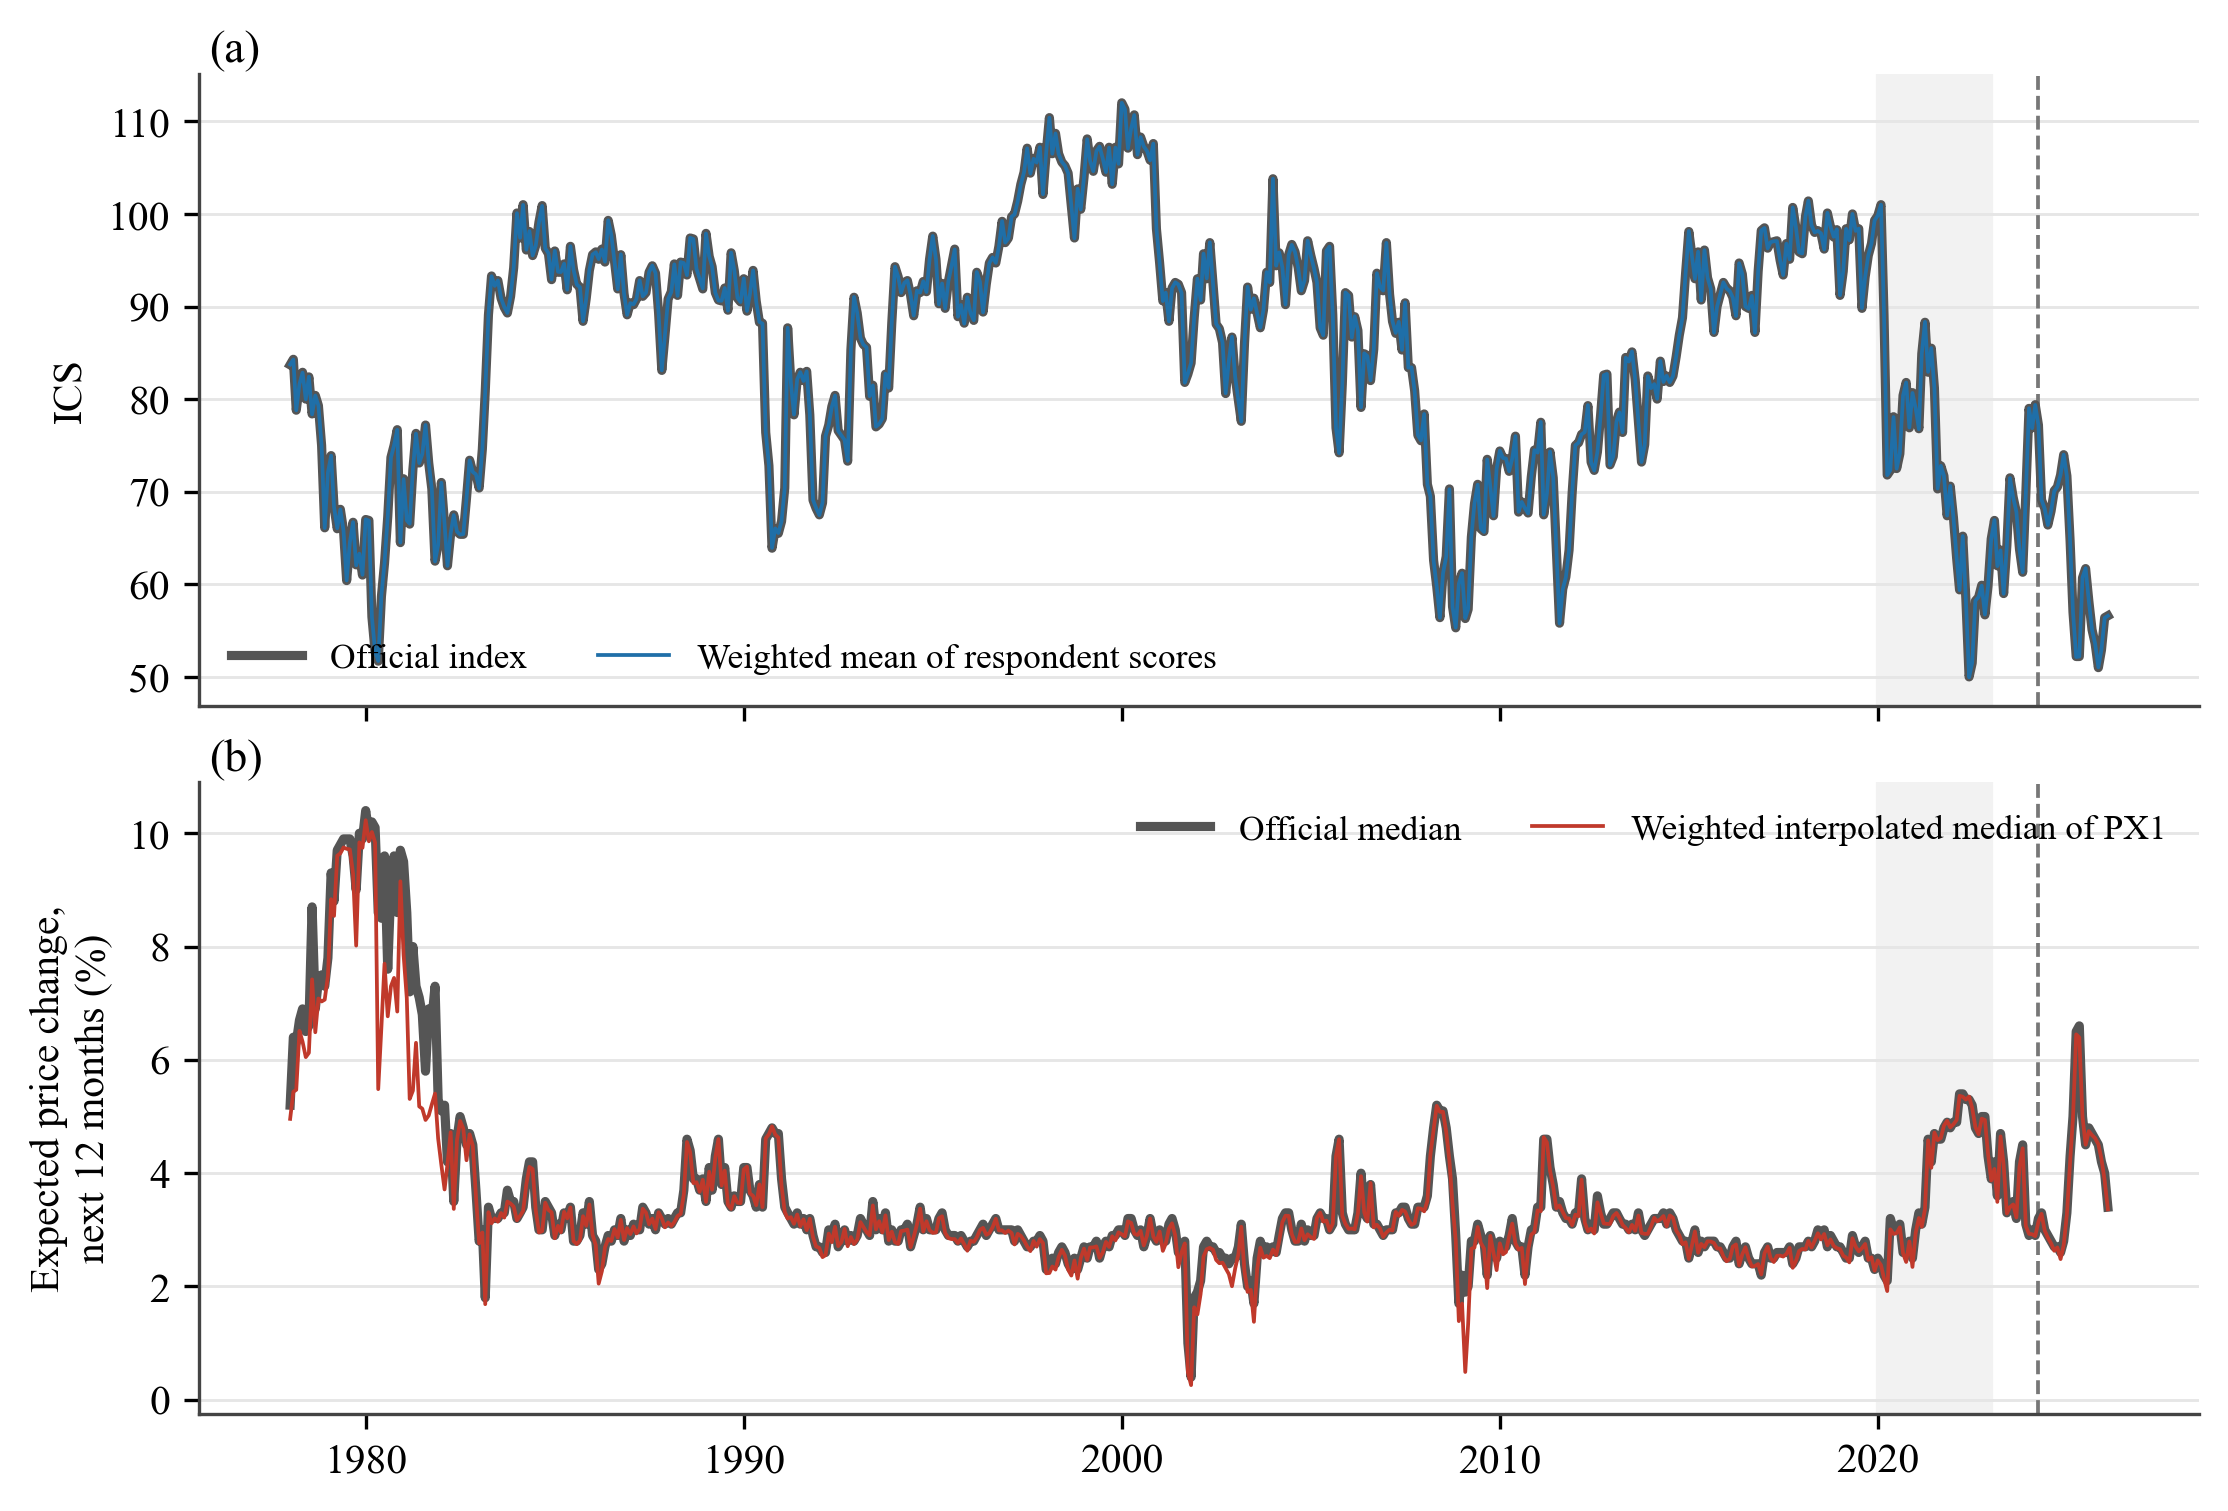 (a)
110
100
90
80
70
60
50
ICS
Official index
Weighted mean of respondent scores
(b)
10
8
6
4
2
0
Expected price change,
next 12 months (%)
Official median
Weighted interpolated median of PX1
1980
1990
2000
2010
2020